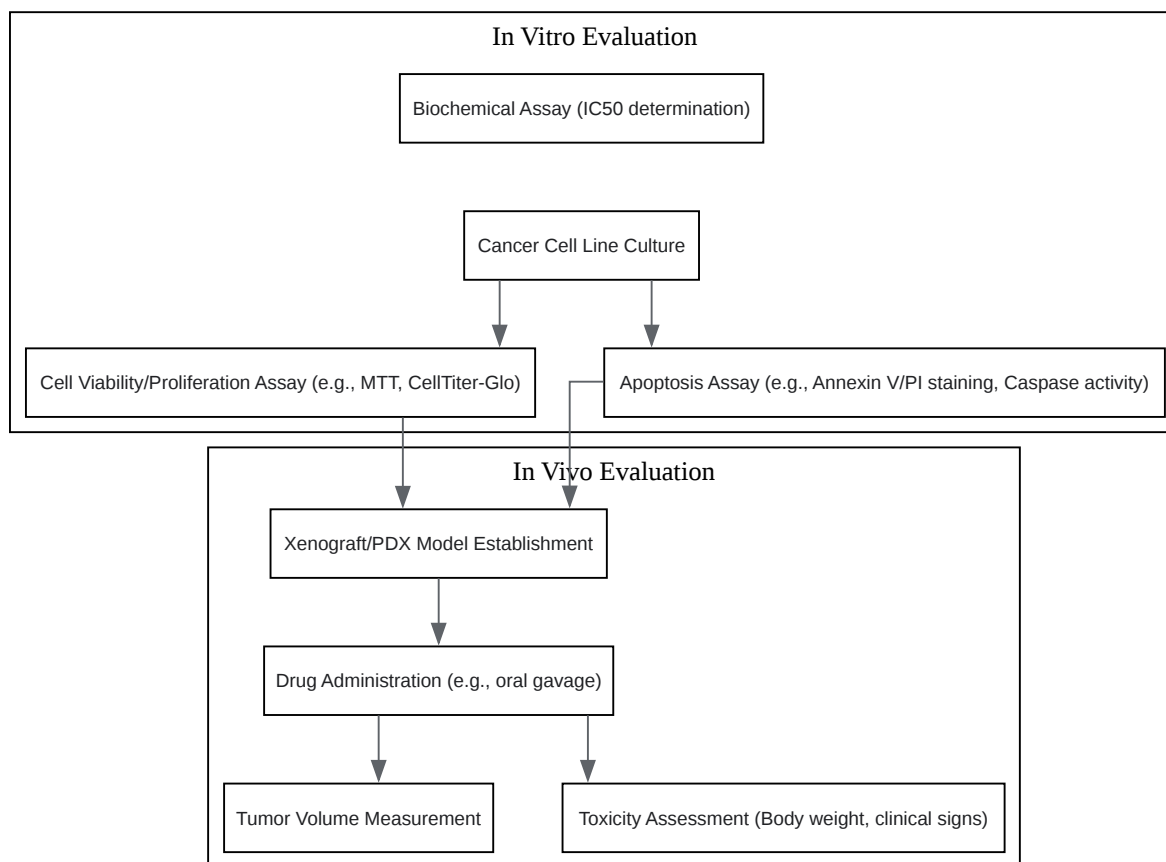 In Vitro Evaluation
Biochemical Assay (IC50 determination)
Cancer Cell Line Culture
Cell Viability/Proliferation Assay (e.g., MTT, CellTiter-Glo)
Apoptosis Assay (e.g., Annexin V/PI staining, Caspase activity)
In Vivo Evaluation
Xenograft/PDX Model Establishment
Drug Administration (e.g., oral gavage)
Tumor Volume Measurement
Toxicity Assessment (Body weight, clinical signs)